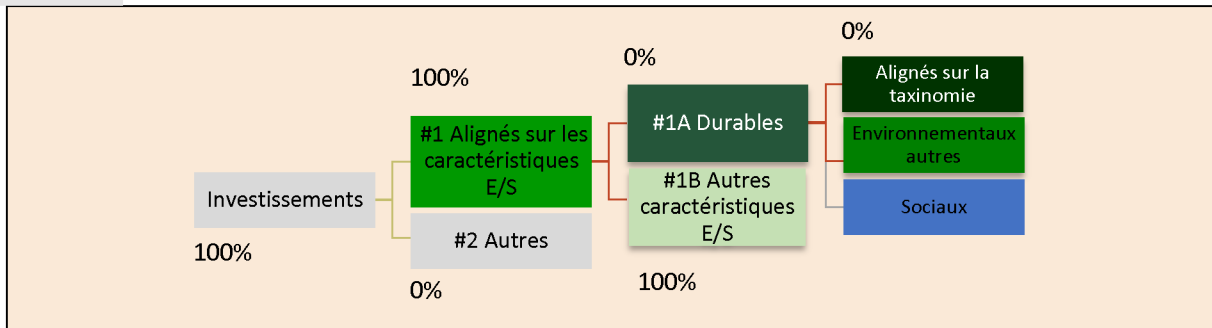 Investissements
100%
100%
#1 Alignés sur les
caractéristiques
E/S
#2 Autres
0%
0%
#1A Durables
#1B Autres
caractéristiques
E/S
100%
0%
Alignés sur la
taxinomie
Environnementaux
autres
Sociaux